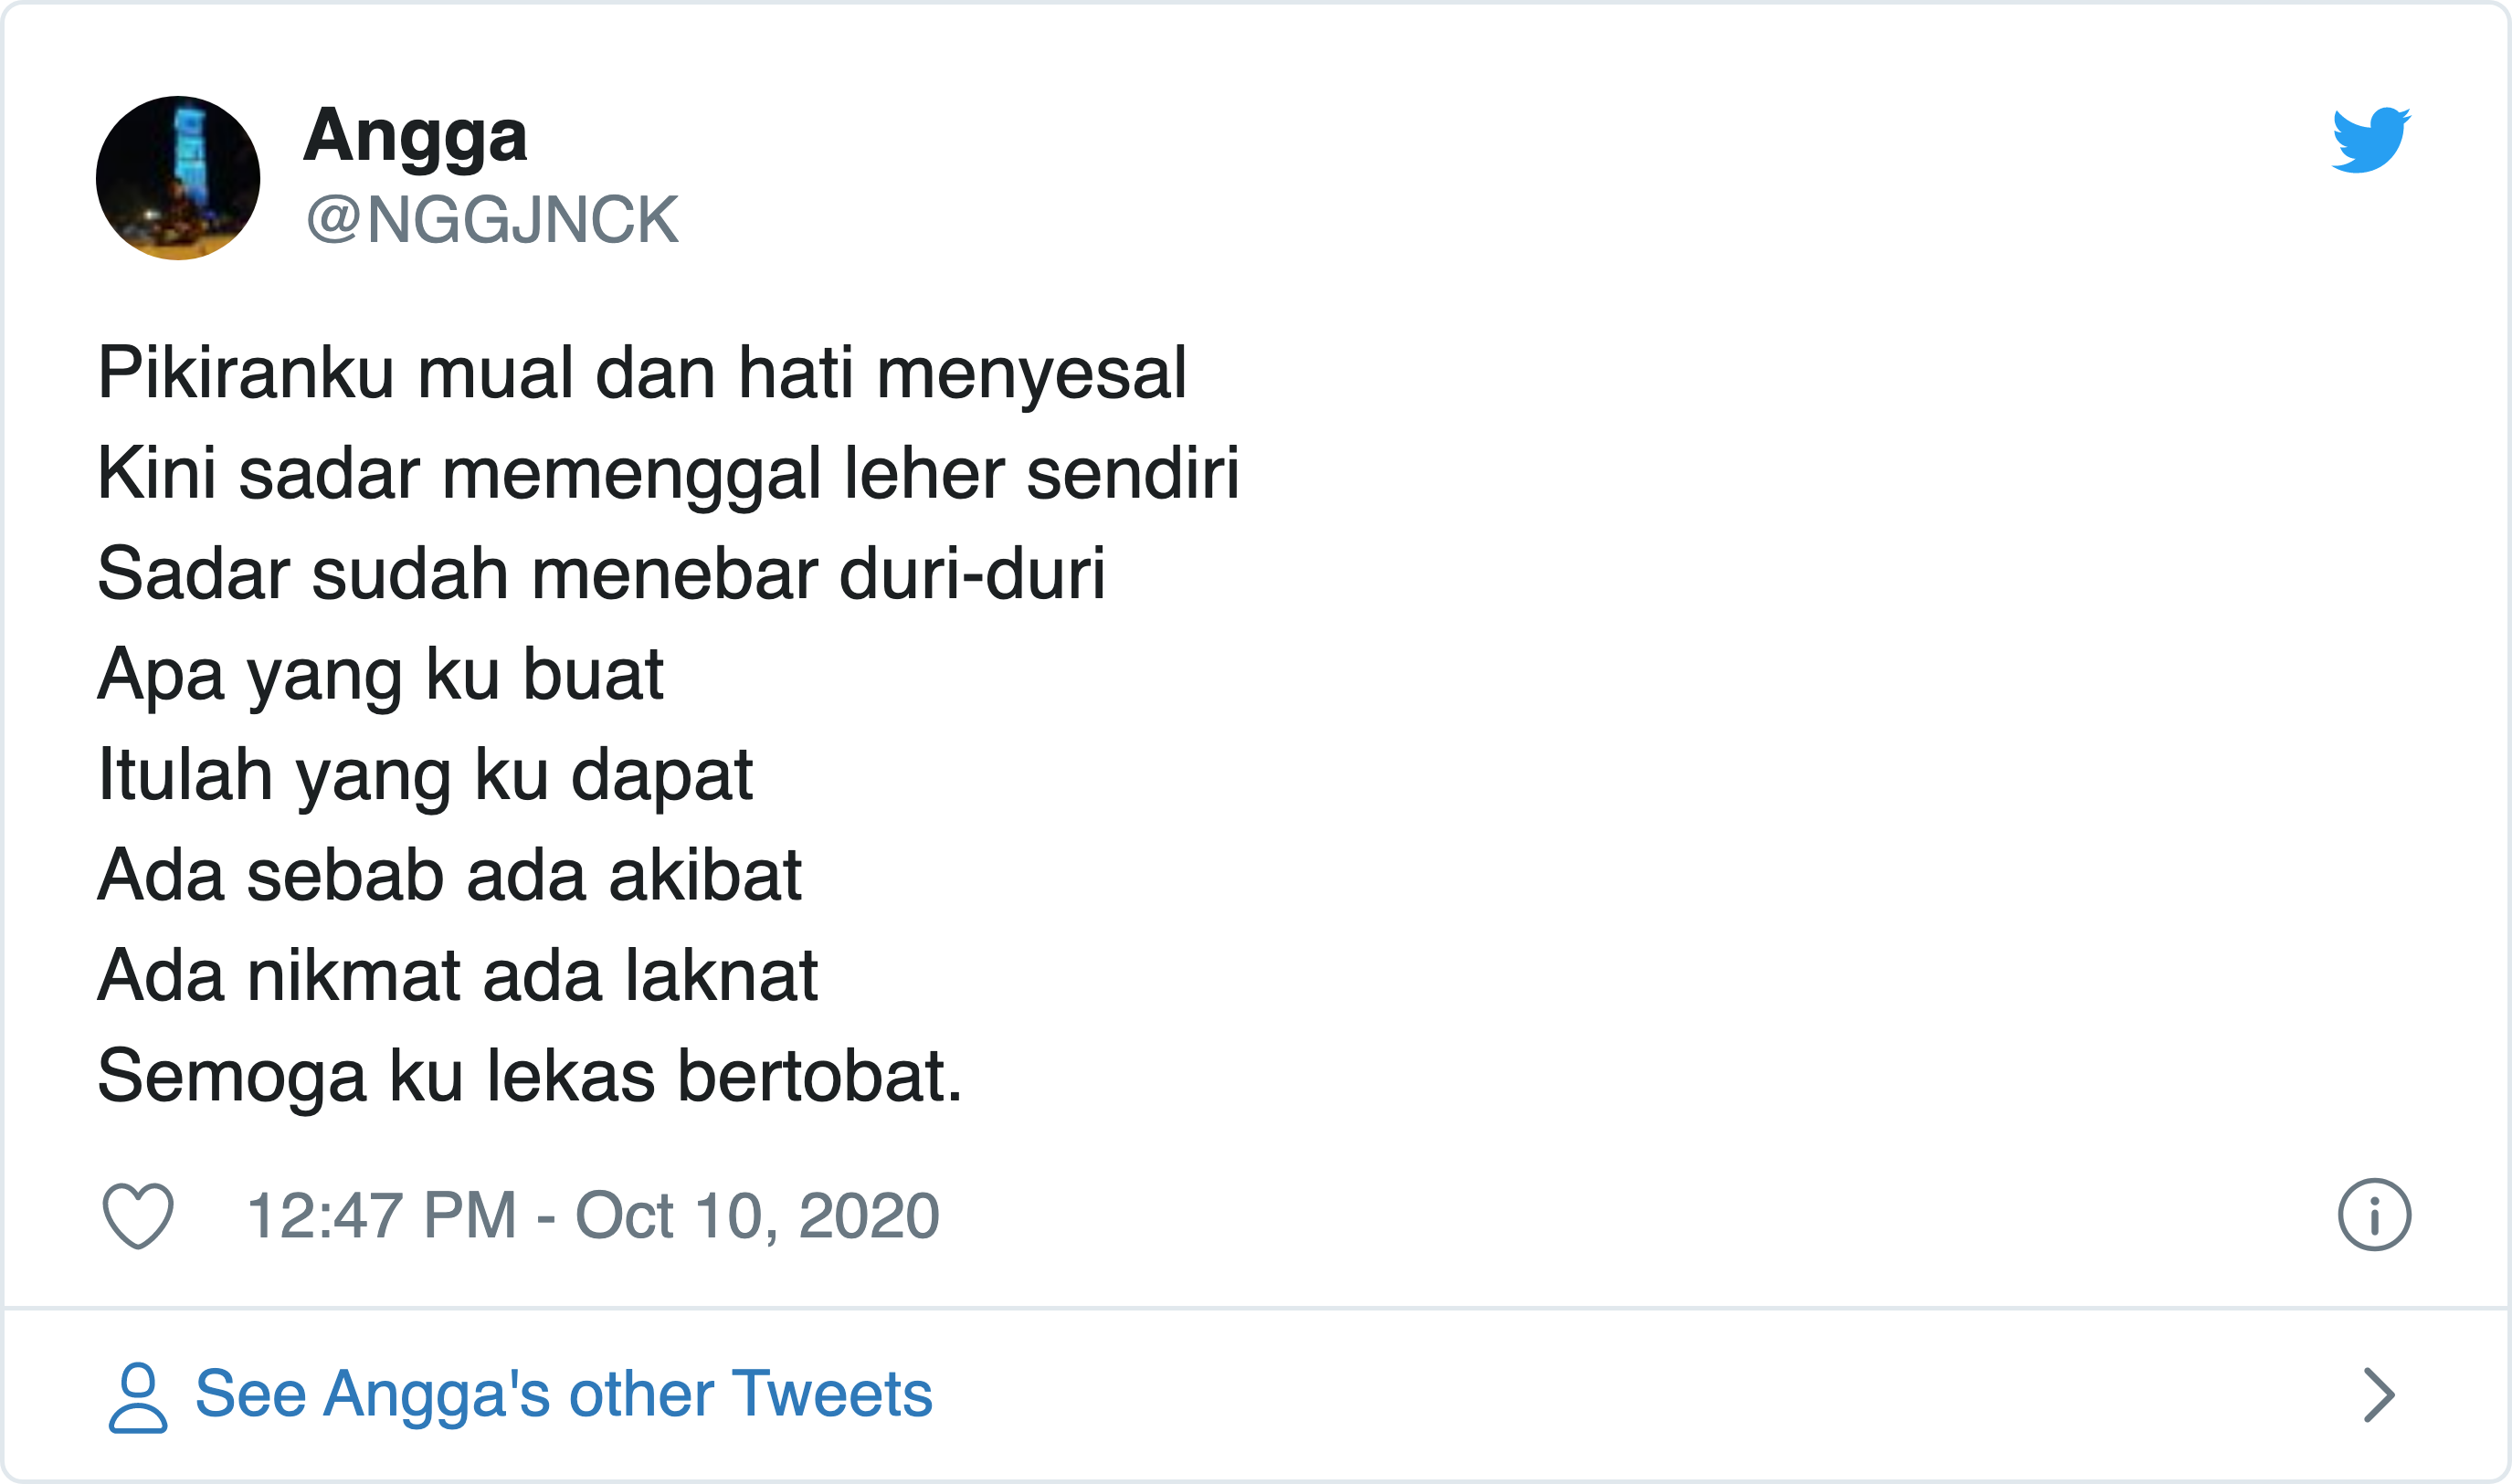 Angga
@NGGJNCK
Pikiranku mual dan hati menyesal
Kini sadar memenggal leher sendiri
Sadar sudah menebar duri-duri
Apa yang ku buat
Itulah yang ku dapat
Ada sebab ada akibat
Ada nikmat ada laknat
Semoga ku lekas bertobat.
12:47 PM - Oct 10, 2020
See Angga's other Tweets